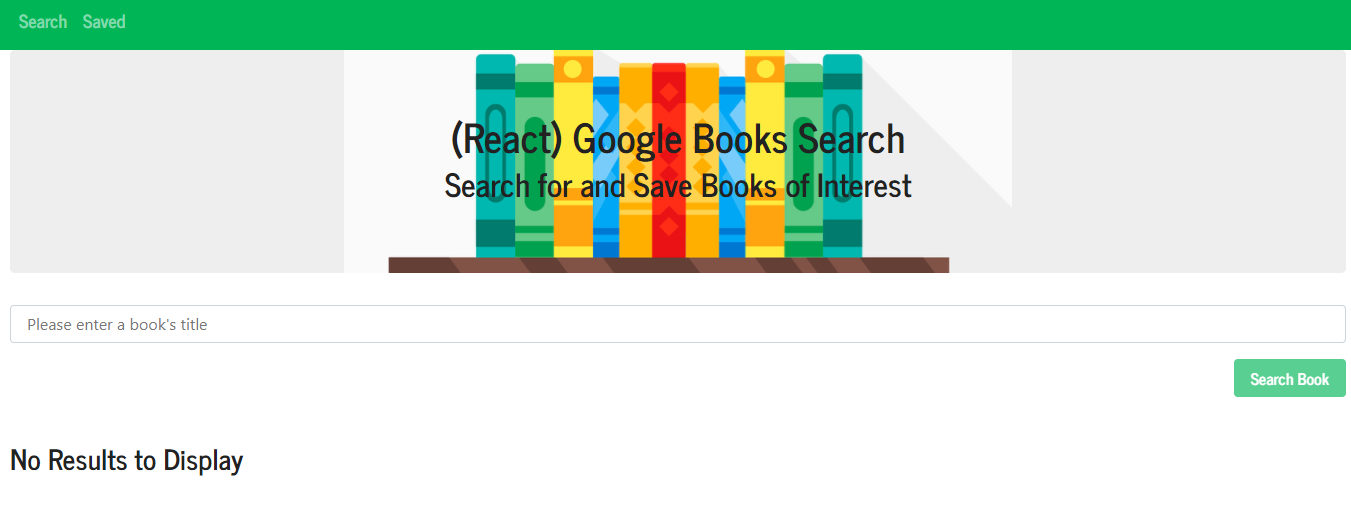 Search Saved
(React) Google Books Search
Search for and Save Books of Interest
Please enter a book's title
Search Book
No Results to Display